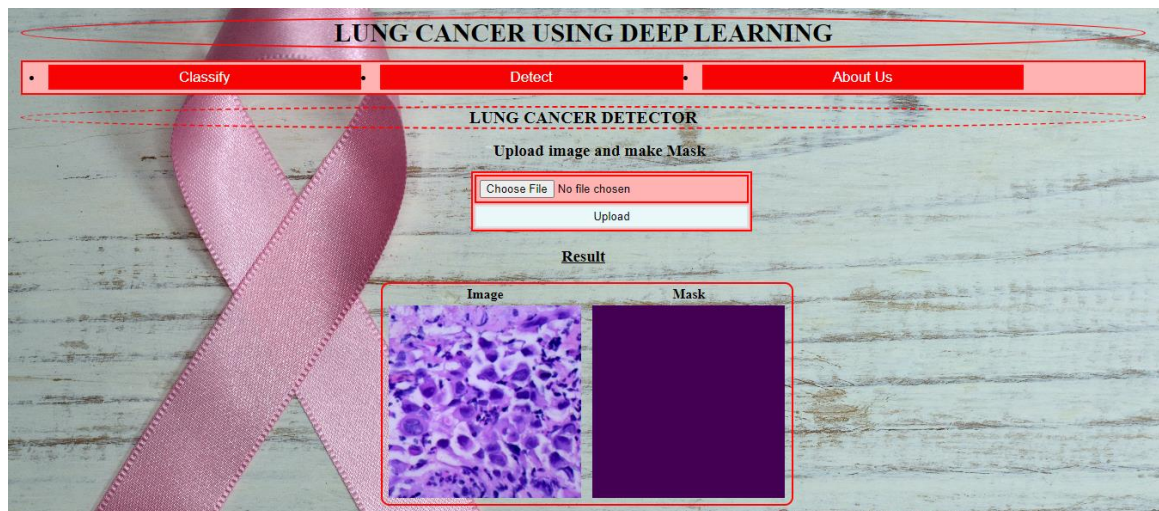 LUNG CANCER USING DEEP LEARNING
Classify Detect About Us
LUNG CANCER DETECTOR
Upload image and make Mask
Choose File No file chosen
Upload
Result
Image Mask